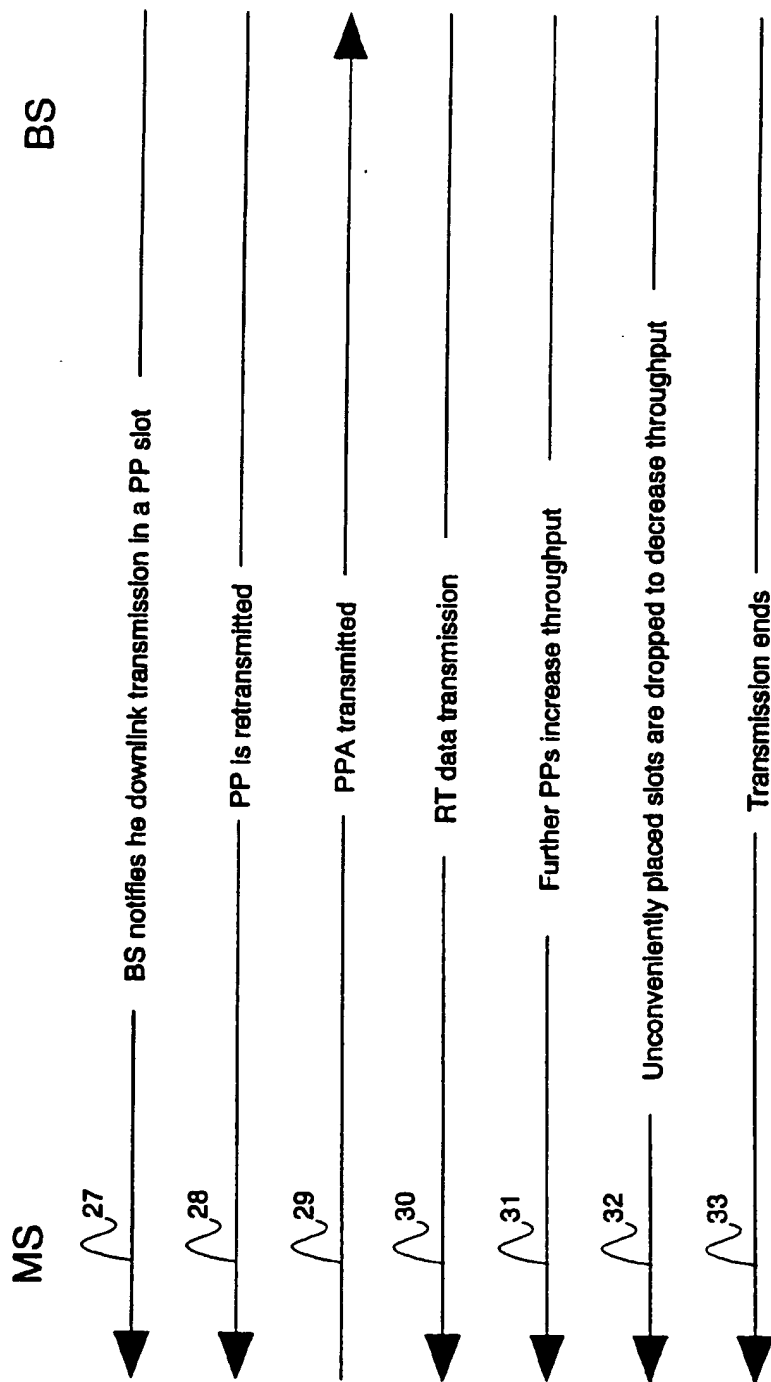 MS BS
27
BS notifies he downlink transmission in a PP slot
28
PP is retransmitted
29
PPA transmitted
30
RT data transmission
31
Further PPs increase throughput
32
Unconveniently placed slots are dropped to decrease throughput
33
Transmission ends